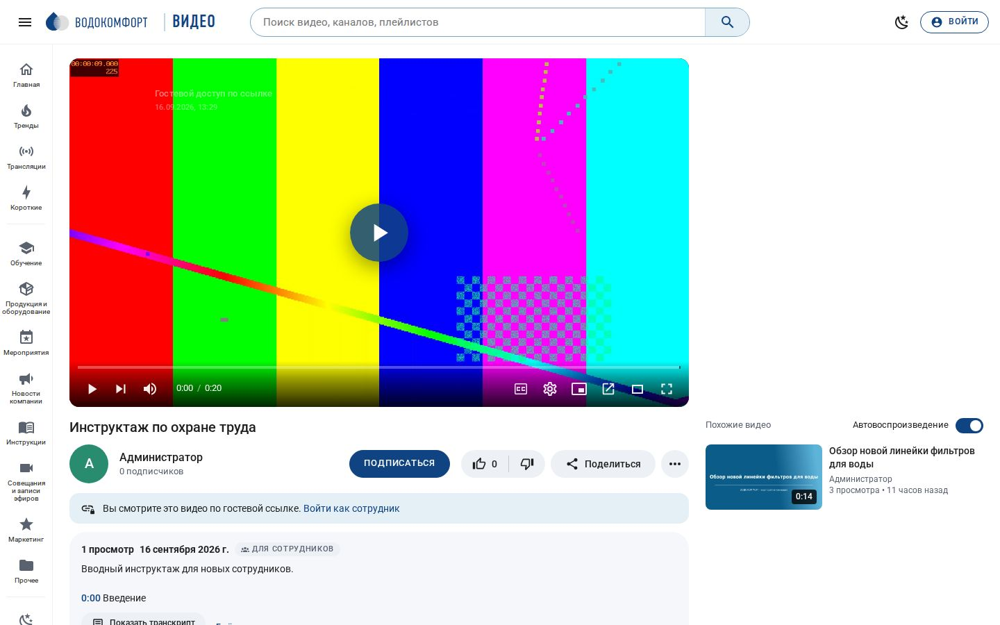 ВОДОКОМФОРТ
ВИДЕО
Поиск видео, каналов, плейлистов
ВОЙТИ
Главная
Тренды
Трансляции
Короткие
Обучение
Продукция и
оборудование
Мероприятия
Новости
компании
Инструкции
Совещания
и записи
эфиров
Маркетинг
Прочее
00:00:09.000
225
Гостевой доступ по ссылке
16.09.2026, 13:29
0:00 / 0:20
Инструктаж по охране труда
А
Администратор
0 подписчиков
ПОДПИСАТЬСЯ
0
Поделиться
Вы смотрите это видео по гостевой ссылке. Войти как сотрудник
1 просмотр 16 сентября 2026 г. ДЛЯ СОТРУДНИКОВ
Вводный инструктаж для новых сотрудников.
0:00 Введение
Показать транскрипт
Похожие видео
Автовоспроизведение
Обзор новой линейки фильтров для воды
0:14
Обзор новой линейки фильтров
для воды
Администратор
3 просмотра • 11 часов назад